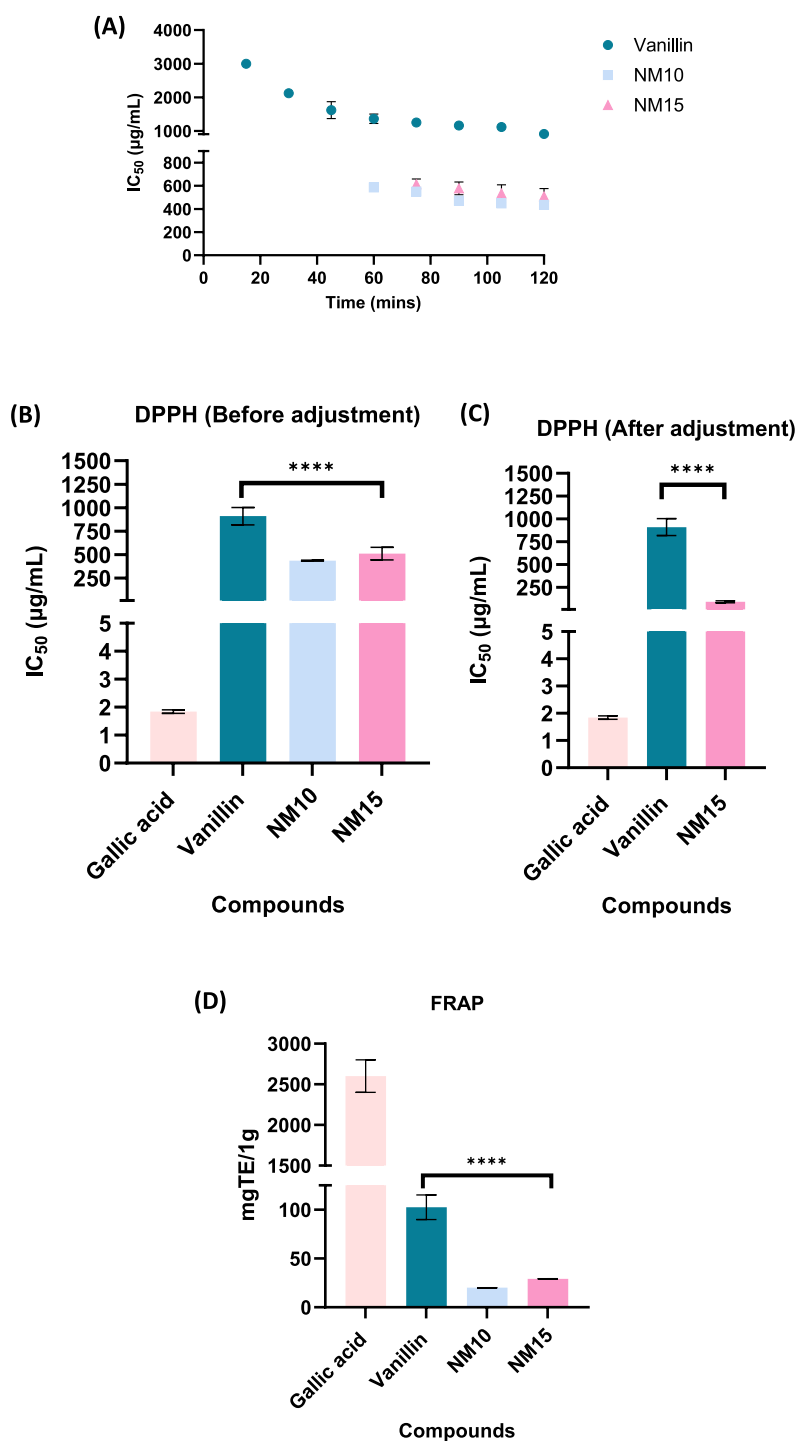 (A)
Vanillin
NM10
NM15
4000
3000
2000
1000
800
600
400
200
0
IC₅₀ (µg/mL)
0 20 40 60 80 100 120
Time (mins)
(B)
DPPH (Before adjustment)
****
1500
1250
1000
750
500
250
5
4
3
2
1
0
IC₅₀ (µg/mL)
Gallic acid Vanillin NM10 NM15
Compounds
(C)
DPPH (After adjustment)
****
1500
1250
1000
750
500
250
5
4
3
2
1
0
IC₅₀ (µg/mL)
Gallic acid Vanillin NM15
Compounds
(D)
FRAP
****
3000
2500
2000
1500
100
50
0
mgTE/1g
Gallic acid Vanillin NM10 NM15
Compounds